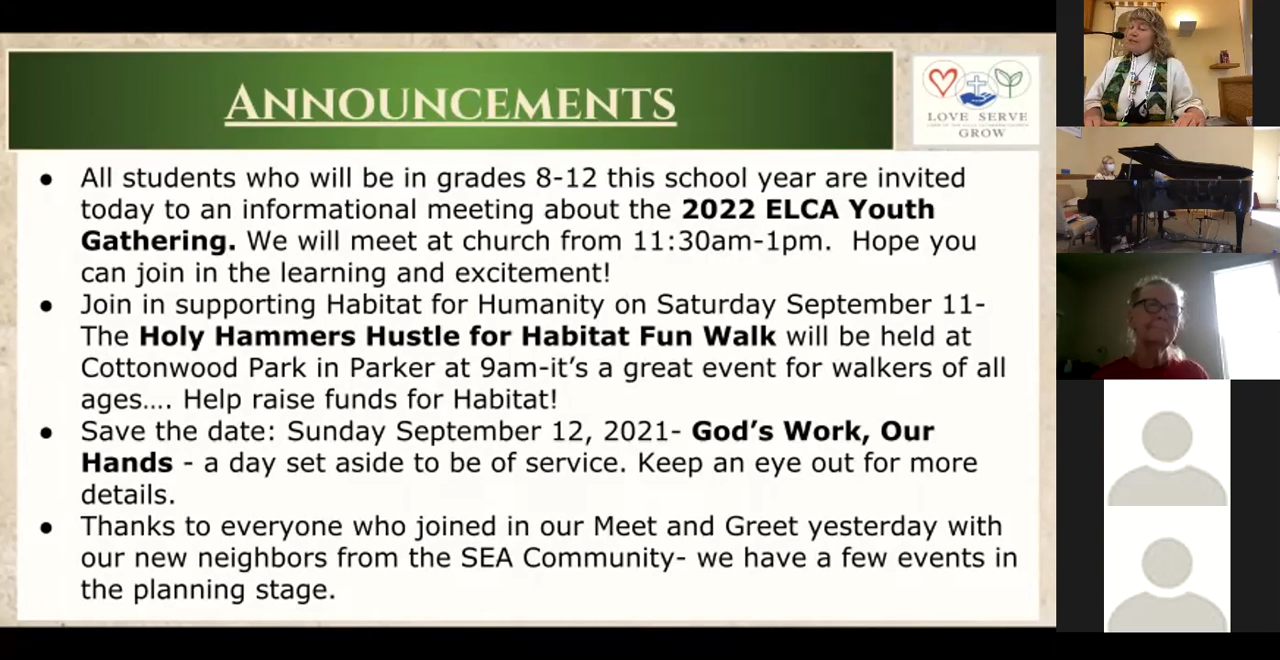 ANNOUNCEMENTS
LOVE SERVE
GROW
● All students who will be in grades 8-12 this school year are invited
today to an informational meeting about the 2022 ELCA Youth
Gathering. We will meet at church from 11:30am-1pm.  Hope you
can join in the learning and excitement!
● Join in supporting Habitat for Humanity on Saturday September 11-
The Holy Hammers Hustle for Habitat Fun Walk will be held at
Cottonwood Park in Parker at 9am-it's a great event for walkers of all
ages…. Help raise funds for Habitat!
● Save the date: Sunday September 12, 2021- God's Work, Our
Hands - a day set aside to be of service. Keep an eye out for more
details.
● Thanks to everyone who joined in our Meet and Greet yesterday with
our new neighbors from the SEA Community- we have a few events in
the planning stage.